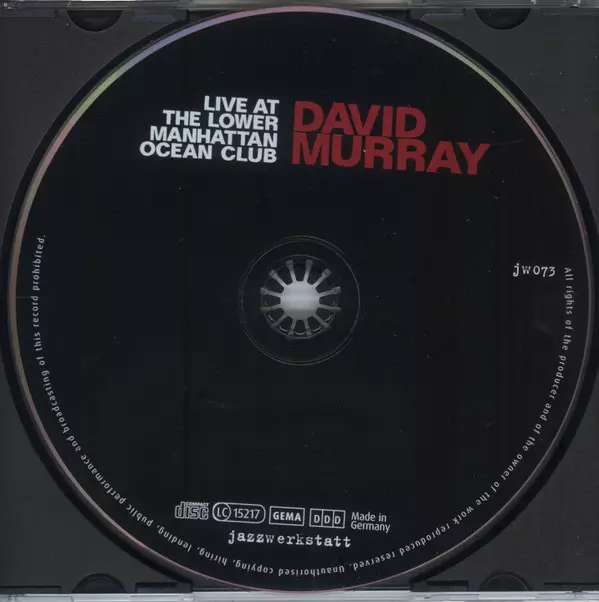 LIVE AT
THE LOWER
MANHATTAN
OCEAN CLUB
DAVID
MURRAY
jw073
All rights of the producer and of the owner of the work reproduced reserved. Unauthorised copying, hiring, lending, public performance and broadcasting of this record prohibited.
COMPACT disc LC 15217 GEMA DDD Made in
Germany
jazzwerkstatt